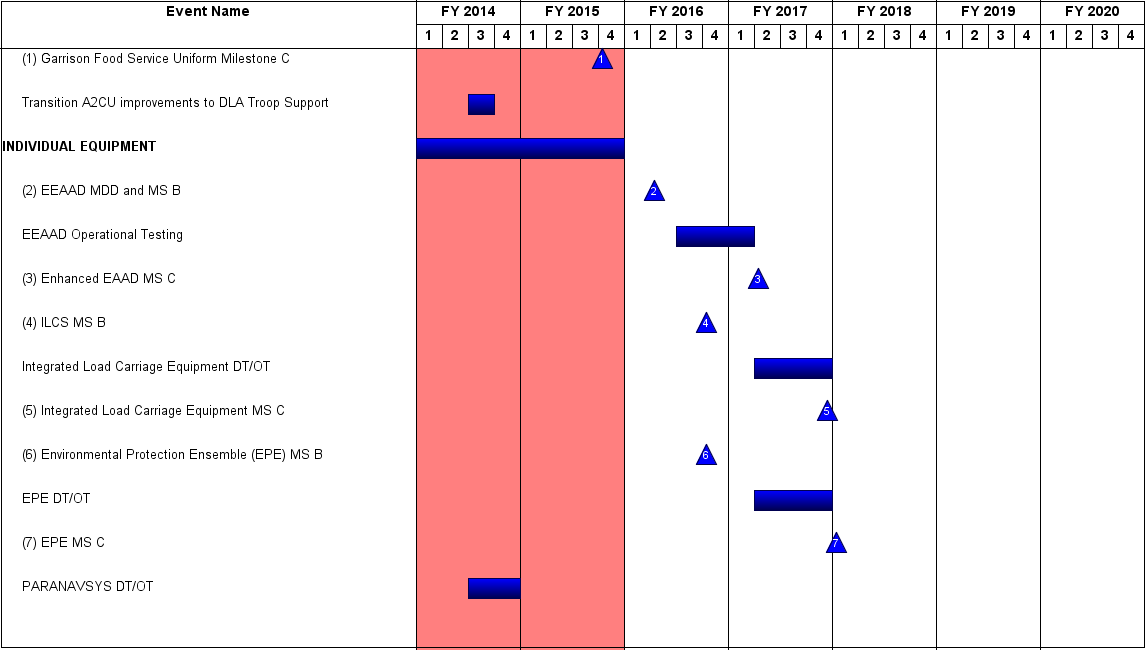 Event Name FY 2014 FY 2015 FY 2016 FY 2017 FY 2018 FY 2019 FY 2020
1 2 3 4 1 2 3 4 1 2 3 4 1 2 3 4 1 2 3 4 1 2 3 4 1 2 3 4
(1) Garrison Food Service Uniform Milestone C 1
Transition A2CU improvements to DLA Troop Support
INDIVIDUAL EQUIPMENT
(2) EEAAD MDD and MS B 2
EEAAD Operational Testing
(3) Enhanced EAAD MS C 3
(4) ILCS MS B 4
Integrated Load Carriage Equipment DT/OT
(5) Integrated Load Carriage Equipment MS C 5
(6) Environmental Protection Ensemble (EPE) MS B 6
EPE DT/OT
(7) EPE MS C 7
PARANAVSYS DT/OT